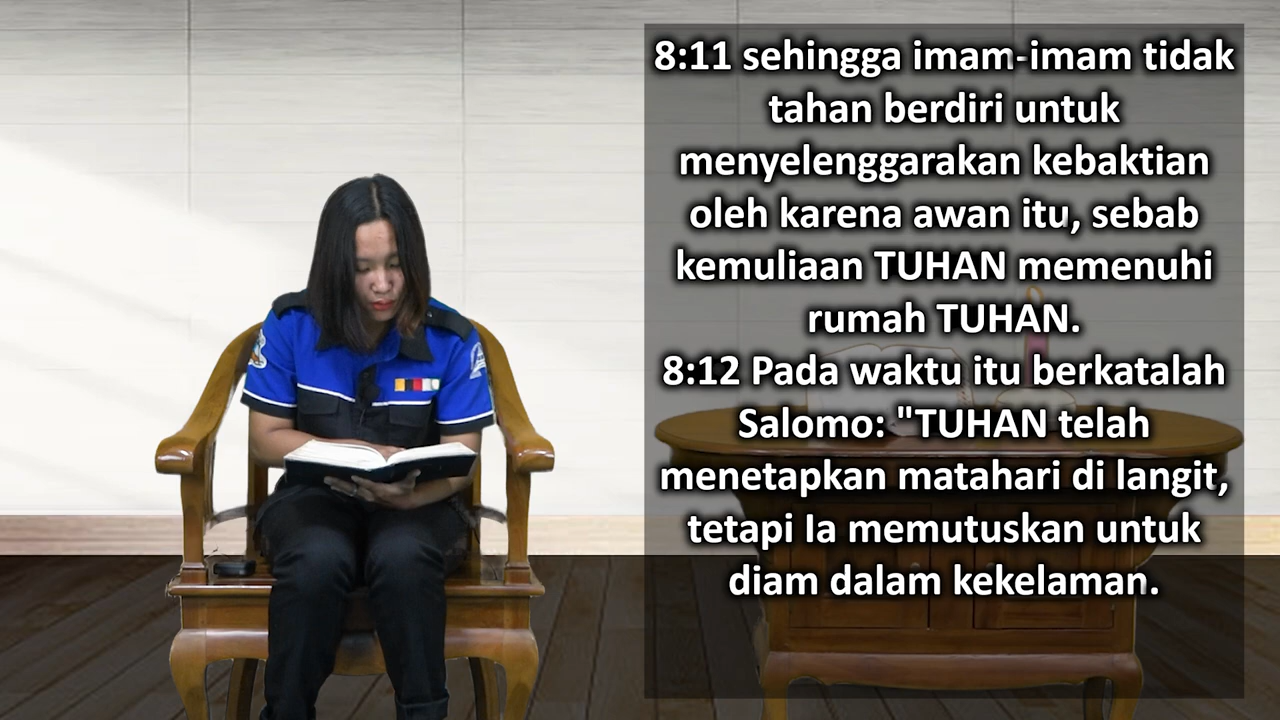 8:11 sehingga imam-imam tidak
tahan berdiri untuk
menyelenggarakan kebaktian
oleh karena awan itu, sebab
kemuliaan TUHAN memenuhi
rumah TUHAN.
8:12 Pada waktu itu berkatalah
Salomo: "TUHAN telah
menetapkan matahari di langit,
tetapi Ia memutuskan untuk
diam dalam kekelaman.